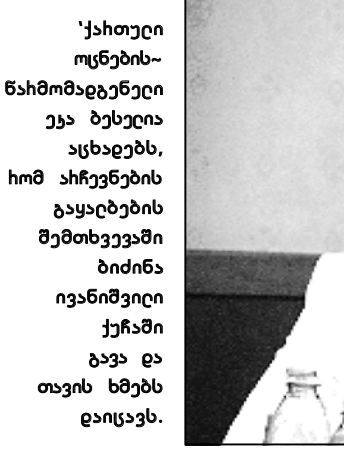 ‘ქართული
ოცნების~
წარმომადგენელი
ეკა ბესელია
აცხადებს,
რომ არჩევნების
გაყალბების
შემთხვევაში
ბიძინა
ივანიშვილი
ქუჩაში
გავა და
თავის ხმებს
დაიცავს.